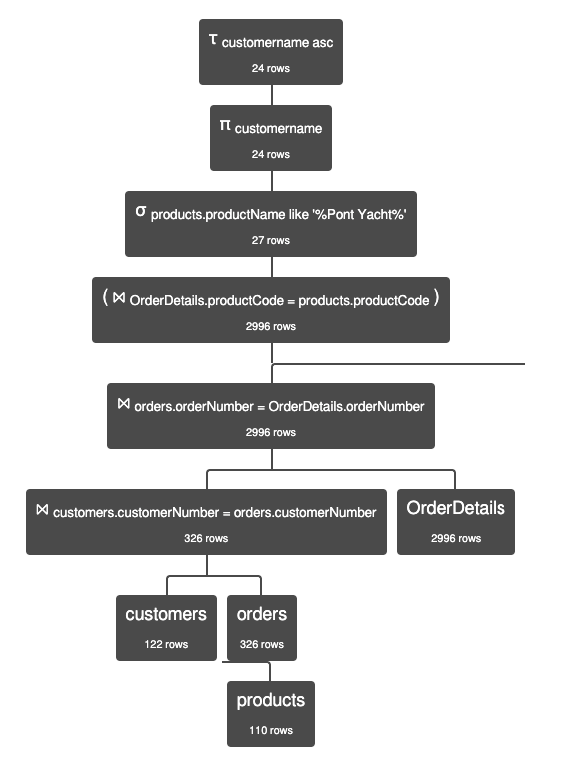 τ customername asc
24 rows
π customername
24 rows
σ products.productName like '%Pont Yacht%'
27 rows
( ⋈ OrderDetails.productCode = products.productCode )
2996 rows
⋈ orders.orderNumber = OrderDetails.orderNumber
2996 rows
⋈ customers.customerNumber = orders.customerNumber
326 rows
OrderDetails
2996 rows
customers
122 rows
orders
326 rows
products
110 rows